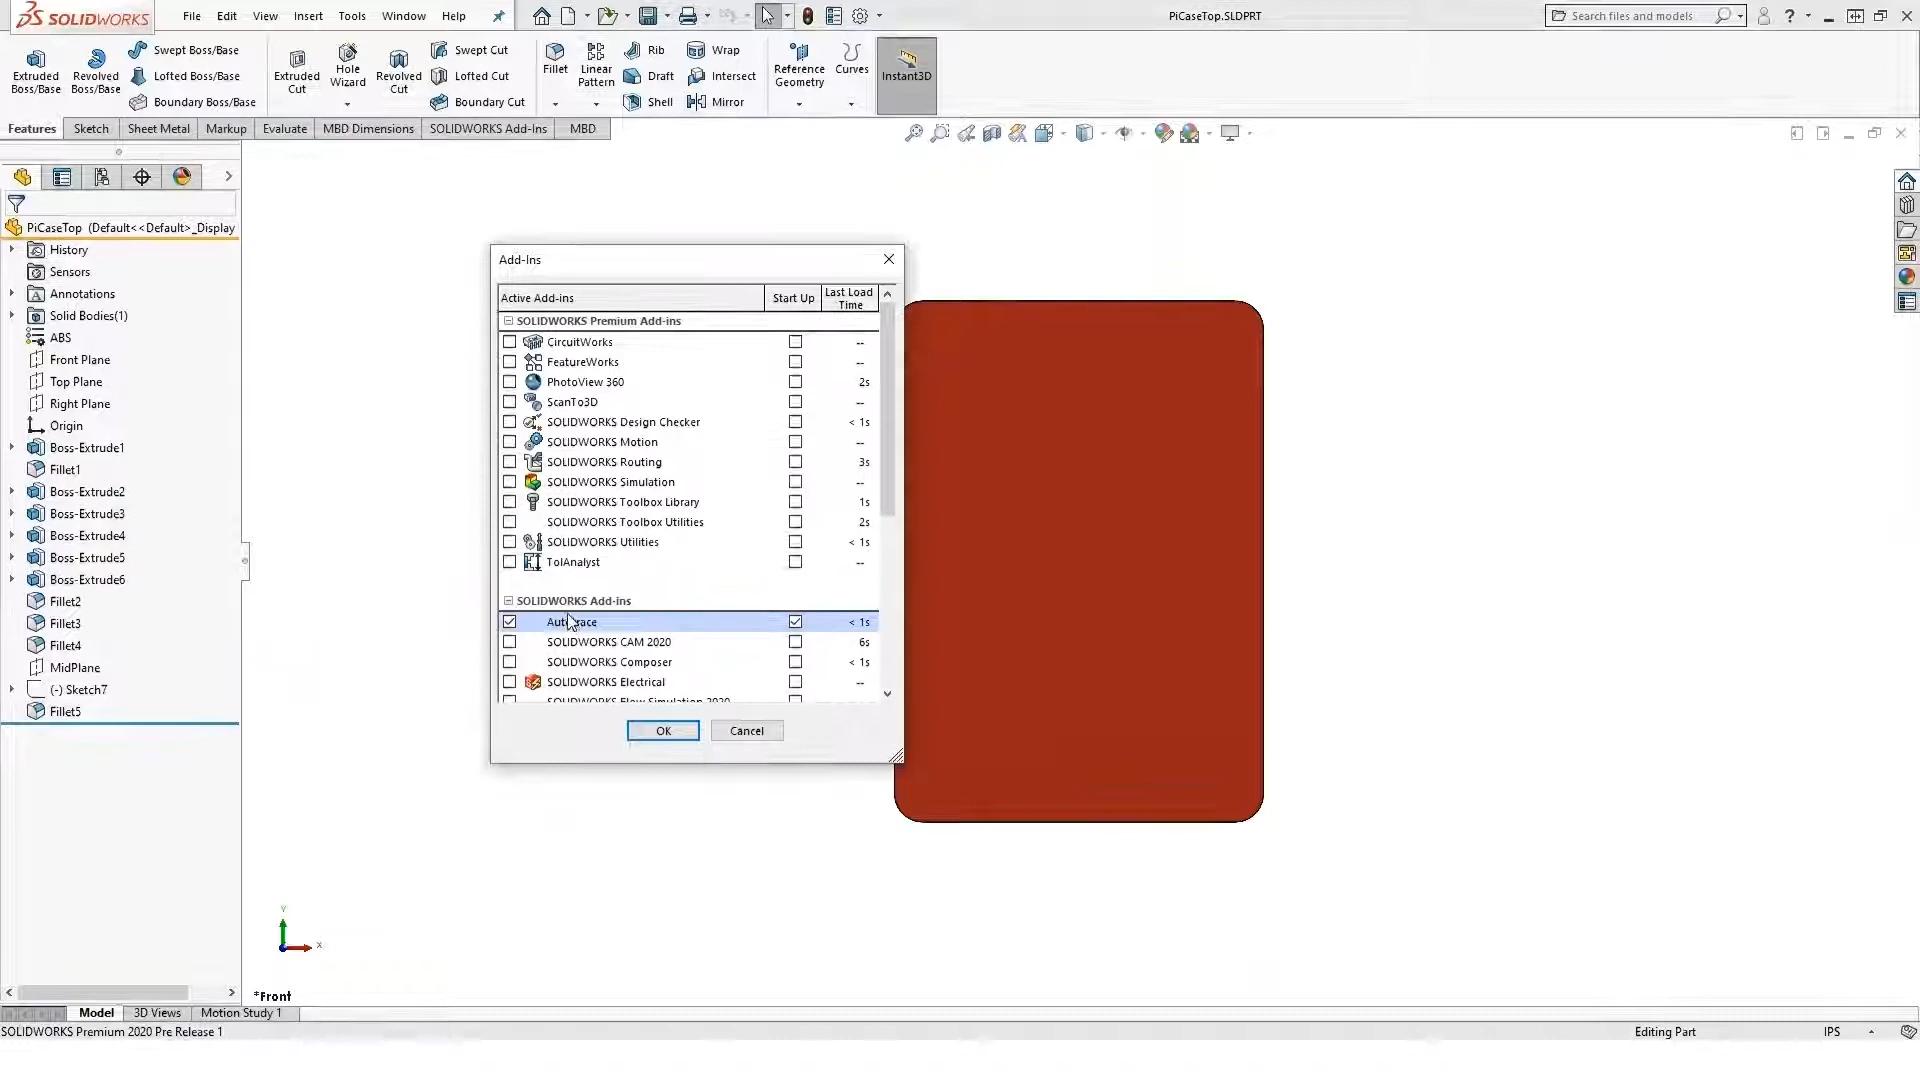 SOLIDWORKS
File Edit View Insert Tools Window Help
PiCaseTop.SLDPRT
Search files and models
?
Extruded Boss/Base
Revolved Boss/Base
Swept Boss/Base
Lofted Boss/Base
Boundary Boss/Base
Extruded Cut
Hole Wizard
Revolved Cut
Swept Cut
Lofted Cut
Boundary Cut
Fillet
Linear Pattern
Rib
Draft
Shell
Wrap
Intersect
Mirror
Reference Geometry
Curves
Instant3D
Features Sketch Sheet Metal Markup Evaluate MBD Dimensions SOLIDWORKS Add-Ins MBD
PiCaseTop (Default<<Default>_Display
History
Sensors
Annotations
Solid Bodies(1)
ABS
Front Plane
Top Plane
Right Plane
Origin
Boss-Extrude1
Fillet1
Boss-Extrude2
Boss-Extrude3
Boss-Extrude4
Boss-Extrude5
Boss-Extrude6
Fillet2
Fillet3
Fillet4
MidPlane
(-) Sketch7
Fillet5
Add-Ins
Active Add-ins Start Up Last Load Time
SOLIDWORKS Premium Add-ins
CircuitWorks --
FeatureWorks --
PhotoView 360 2s
ScanTo3D --
SOLIDWORKS Design Checker < 1s
SOLIDWORKS Motion --
SOLIDWORKS Routing 3s
SOLIDWORKS Simulation --
SOLIDWORKS Toolbox Library 1s
SOLIDWORKS Toolbox Utilities 2s
SOLIDWORKS Utilities < 1s
TolAnalyst --
SOLIDWORKS Add-ins
Autotrace < 1s
SOLIDWORKS CAM 2020 6s
SOLIDWORKS Composer < 1s
SOLIDWORKS Electrical --
SOLIDWORKS Flow Simulation 2020
OK Cancel
Y
X
*Front
Model 3D Views Motion Study 1
SOLIDWORKS Premium 2020 Pre Release 1
Editing Part
IPS